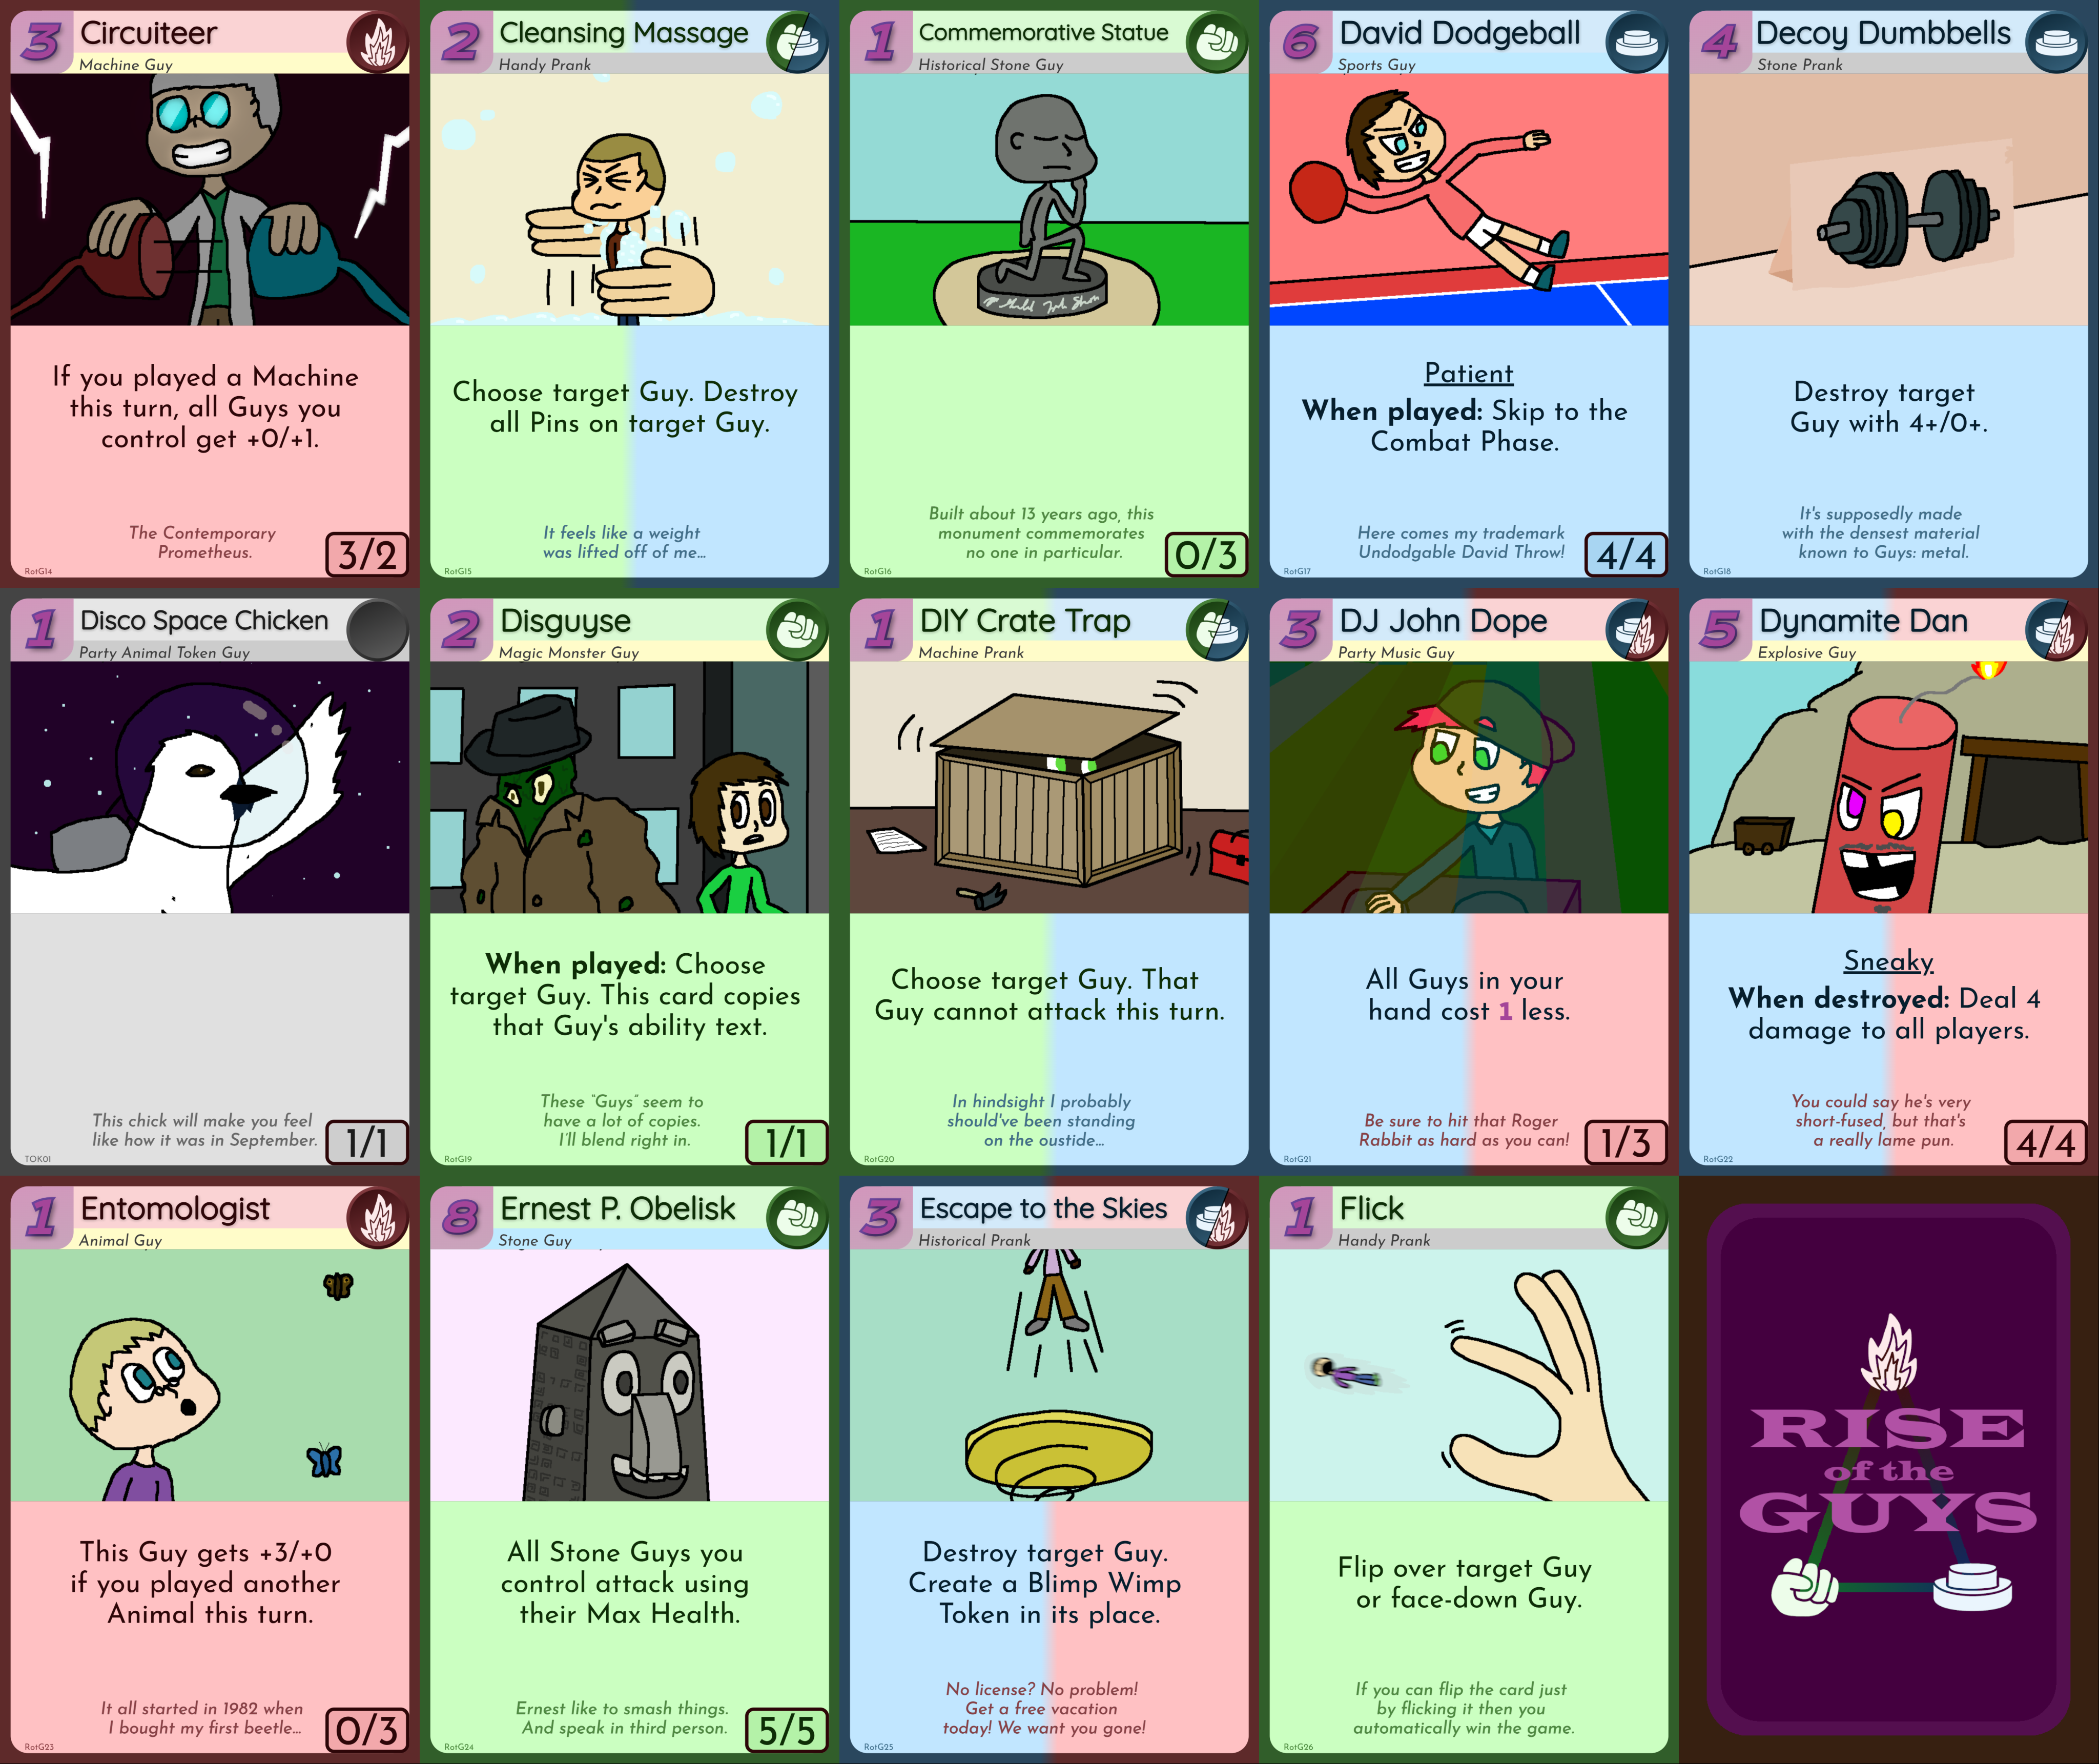 3 Circuiteer
Machine Guy
If you played a Machine
this turn, all Guys you
control get +0/+1.
The Contemporary
Prometheus.
3/2
RotG14
2 Cleansing Massage
Handy Prank
Choose target Guy. Destroy
all Pins on target Guy.
It feels like a weight
was lifted off of me...
RotG15
1 Commemorative Statue
Historical Stone Guy
Built about 13 years ago, this
monument commemorates
no one in particular.
0/3
RotG16
6 David Dodgeball
Sports Guy
Patient
When played: Skip to the
Combat Phase.
Here comes my trademark
Undodgable David Throw!
4/4
RotG17
4 Decoy Dumbbells
Stone Prank
Destroy target
Guy with 4+/0+.
It's supposedly made
with the densest material
known to Guys: metal.
RotG18
1 Disco Space Chicken
Party Animal Token Guy
This chick will make you feel
like how it was in September.
1/1
TOK01
2 Disguyse
Magic Monster Guy
When played: Choose
target Guy. This card copies
that Guy's ability text.
These "Guys" seem to
have a lot of copies.
I'll blend right in.
1/1
RotG19
1 DIY Crate Trap
Machine Prank
Choose target Guy. That
Guy cannot attack this turn.
In hindsight I probably
should've been standing
on the oustide...
RotG20
3 DJ John Dope
Party Music Guy
All Guys in your
hand cost 1 less.
Be sure to hit that Roger
Rabbit as hard as you can!
1/3
RotG21
5 Dynamite Dan
Explosive Guy
Sneaky
When destroyed: Deal 4
damage to all players.
You could say he's very
short-fused, but that's
a really lame pun.
4/4
RotG22
1 Entomologist
Animal Guy
This Guy gets +3/+0
if you played another
Animal this turn.
It all started in 1982 when
I bought my first beetle...
0/3
RotG23
8 Ernest P. Obelisk
Stone Guy
All Stone Guys you
control attack using
their Max Health.
Ernest like to smash things.
And speak in third person.
5/5
RotG24
3 Escape to the Skies
Historical Prank
Destroy target Guy.
Create a Blimp Wimp
Token in its place.
No license? No problem!
Get a free vacation
today! We want you gone!
RotG25
1 Flick
Handy Prank
Flip over target Guy
or face-down Guy.
If you can flip the card just
by flicking it then you
automatically win the game.
RotG26
RISE
of the
GUYS